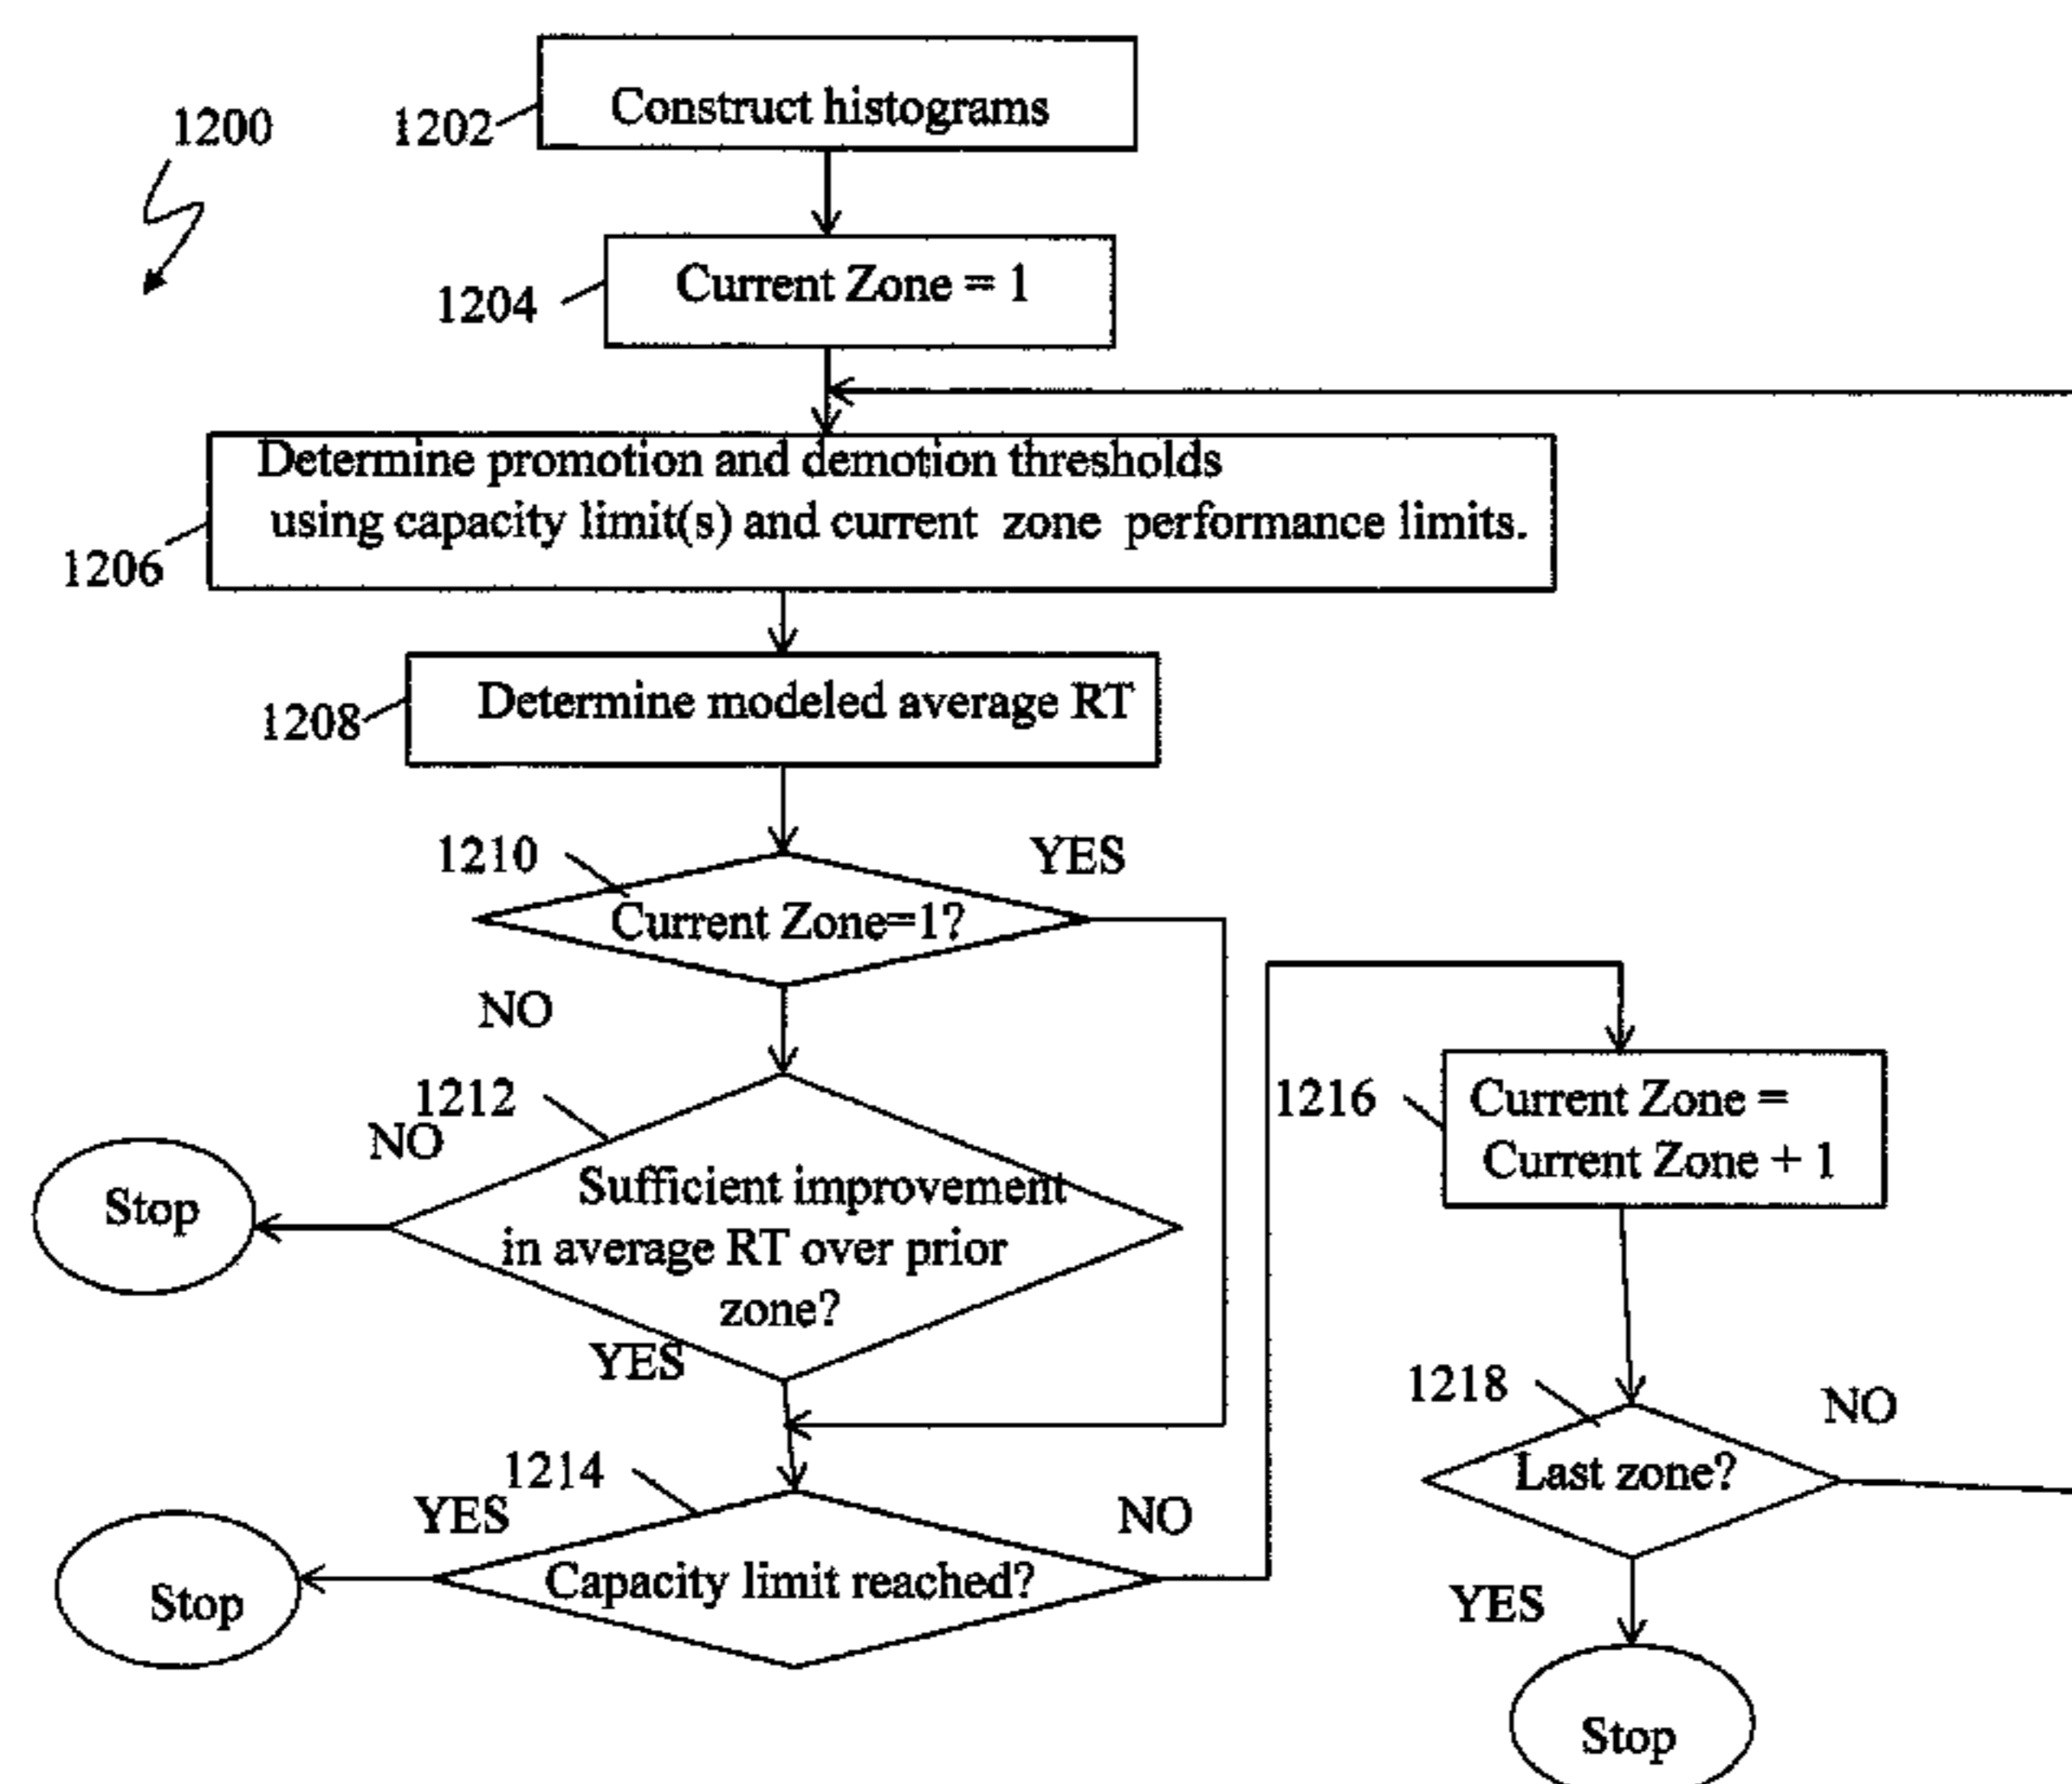 1200
1202
Construct histograms
1204
Current Zone = 1
Determine promotion and demotion thresholds
using capacity limit(s) and current zone performance limits.
1206
Determine modeled average RT
1208
1210
YES
Current Zone=1?
NO
1212
NO
Sufficient improvement
in average RT over prior
zone?
Stop
YES
1214
YES
NO
Capacity limit reached?
Stop
1216
Current Zone =
Current Zone + 1
1218
NO
Last zone?
YES
Stop